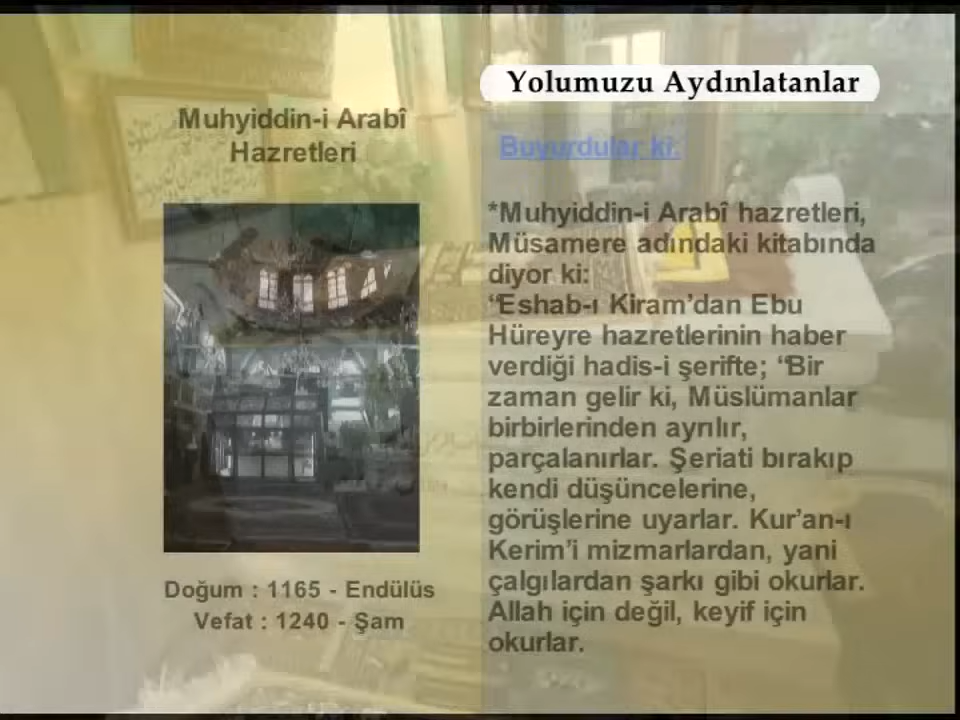 Yolumuzu Aydınlatanlar
Muhyiddin-i Arabî
Hazretleri
Doğum : 1165 - Endülüs
Vefat : 1240 - Şam
Buyurdular ki:
*Muhyiddin-i Arabî hazretleri,
Müsamere adındaki kitabında
diyor ki:
“Eshab-ı Kiram’dan Ebu
Hüreyre hazretlerinin haber
verdiği hadis-i şerifte; “Bir
zaman gelir ki, Müslümanlar
birbirlerinden ayrılır,
parçalanırlar. Şeriati bırakıp
kendi düşüncelerine,
görüşlerine uyarlar. Kur’an-ı
Kerim’i mizmarlardan, yani
çalgılardan şarkı gibi okurlar.
Allah için değil, keyif için
okurlar.